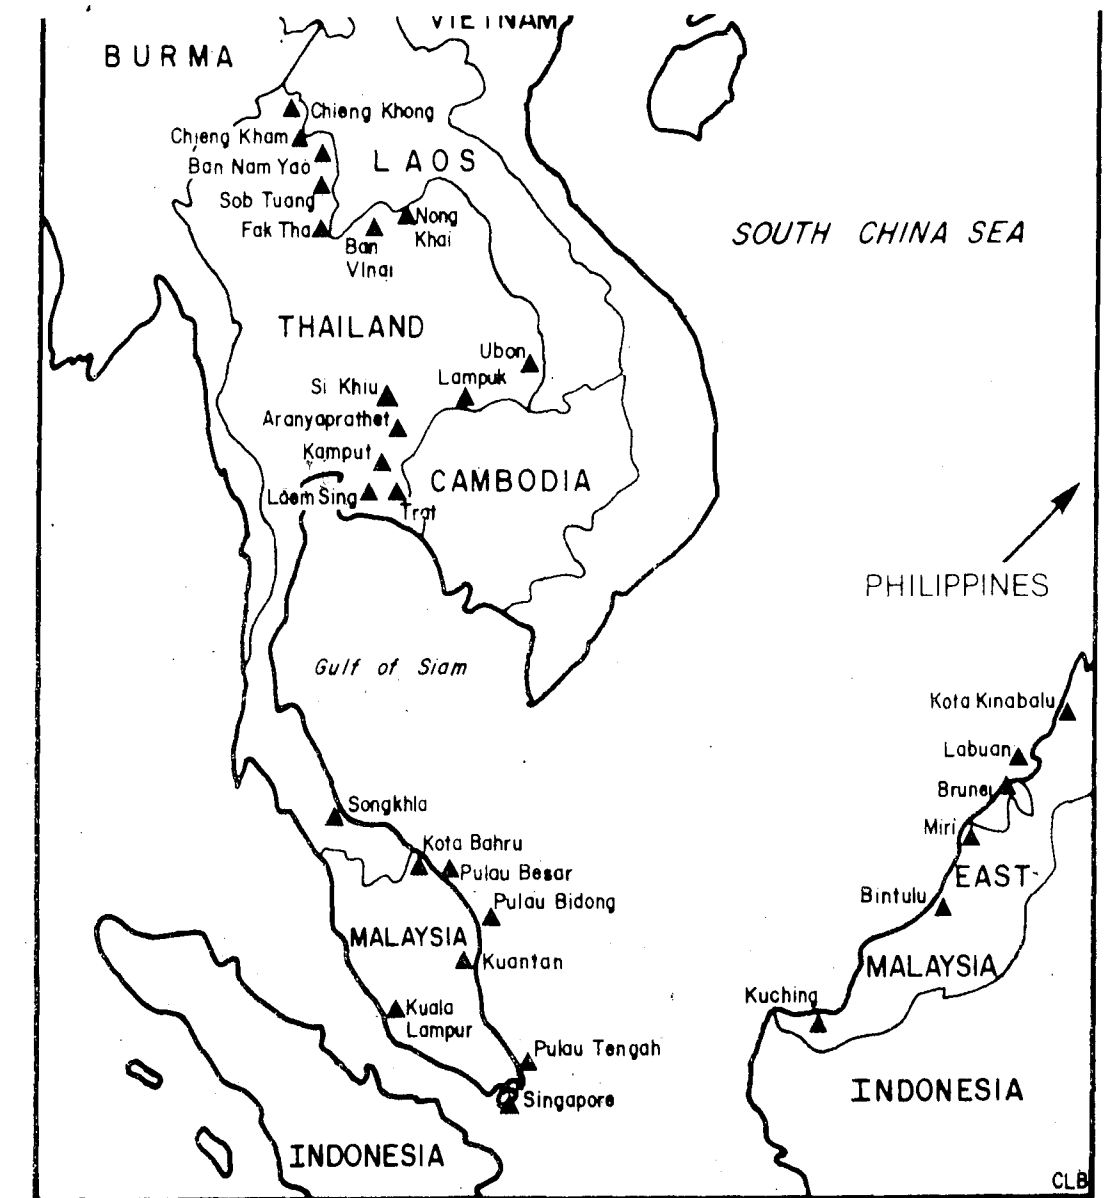 VIETNAM
BURMA
Chieng Khong
Chieng Kham
LAOS
Ban Nam Yao
Sob Tuang
Nong
Khai
Fak Tha
Ban
Vinai
SOUTH CHINA SEA
THAILAND
Ubon
Lampuk
Si Khiu
Aranyaprathet
Kamput
CAMBODIA
Laem Sing
Trat
PHILIPPINES
Gulf of Siam
Kota Kinabalu
Labuan
Brunei
Songkhla
Miri
Kota Bahru
Pulau Besar
EAST
Bintulu
Pulau Bidong
MALAYSIA
Kuantan
MALAYSIA
Kuching
Kuala
Lampur
Pulau Tengah
INDONESIA
Singapore
INDONESIA
CLB